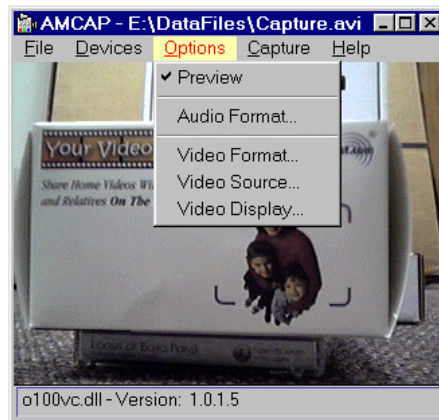 AMCAP - E:\DataFiles\Capture.avi
File Devices Options Capture Help
Preview
Audio Format...
Video Format...
Video Source...
Video Display...
Your Video
Share Home Videos Wi
and Relatives On The
o100vc.dll - Version: 1.0.1.5